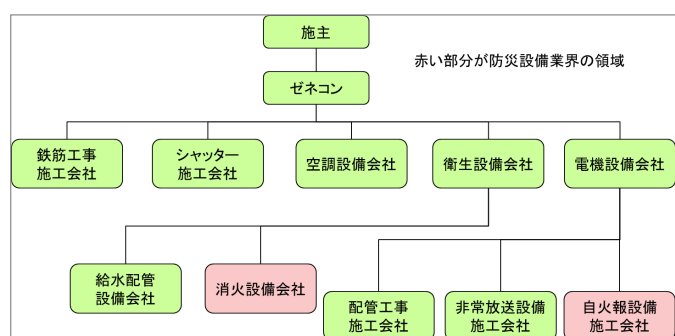 施主
赤い部分が防災設備業界の領域
ゼネコン
鉄筋工事
施工会社
シャッター
施工会社
空調設備会社
衛生設備会社
電機設備会社
給水配管
設備会社
消火設備会社
配管工事
施工会社
非常放送設備
施工会社
自火報設備
施工会社